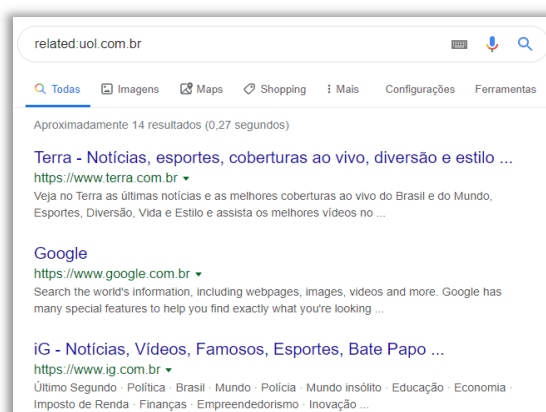 related:uol.com.br
Todas Imagens Maps Shopping Mais Configurações Ferramentas
Aproximadamente 14 resultados (0,27 segundos)
Terra - Notícias, esportes, coberturas ao vivo, diversão e estilo ...
https://www.terra.com.br
Veja no Terra as últimas notícias e as melhores coberturas ao vivo do Brasil e do Mundo,
Esportes, Diversão, Vida e Estilo e assista os melhores vídeos no ...
Google
https://www.google.com.br
Search the world's information, including webpages, images, videos and more. Google has
many special features to help you find exactly what you're looking ...
iG - Notícias, Vídeos, Famosos, Esportes, Bate Papo ...
https://www.ig.com.br
Último Segundo · Política · Brasil · Mundo · Polícia · Mundo insólito · Educação · Economia ·
Imposto de Renda · Finanças · Empreendedorismo · Inovação ...